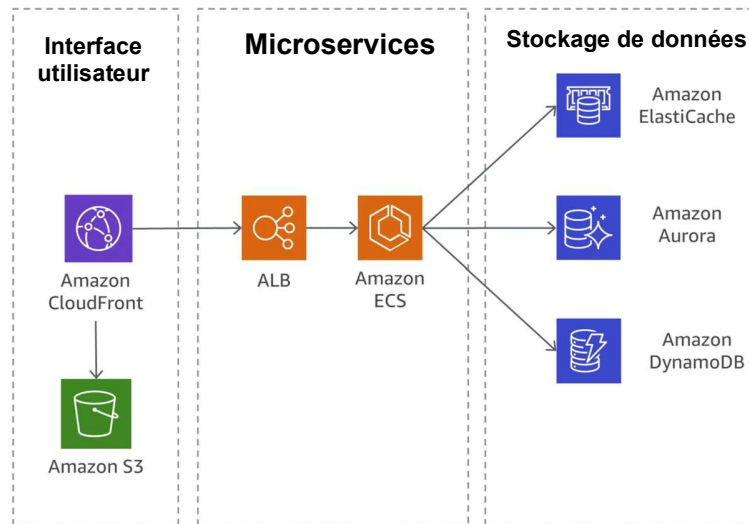 Interface
utilisateur
Microservices
Stockage de données
Amazon
CloudFront
Amazon S3
ALB
Amazon
ECS
Amazon
ElastiCache
Amazon
Aurora
Amazon
DynamoDB